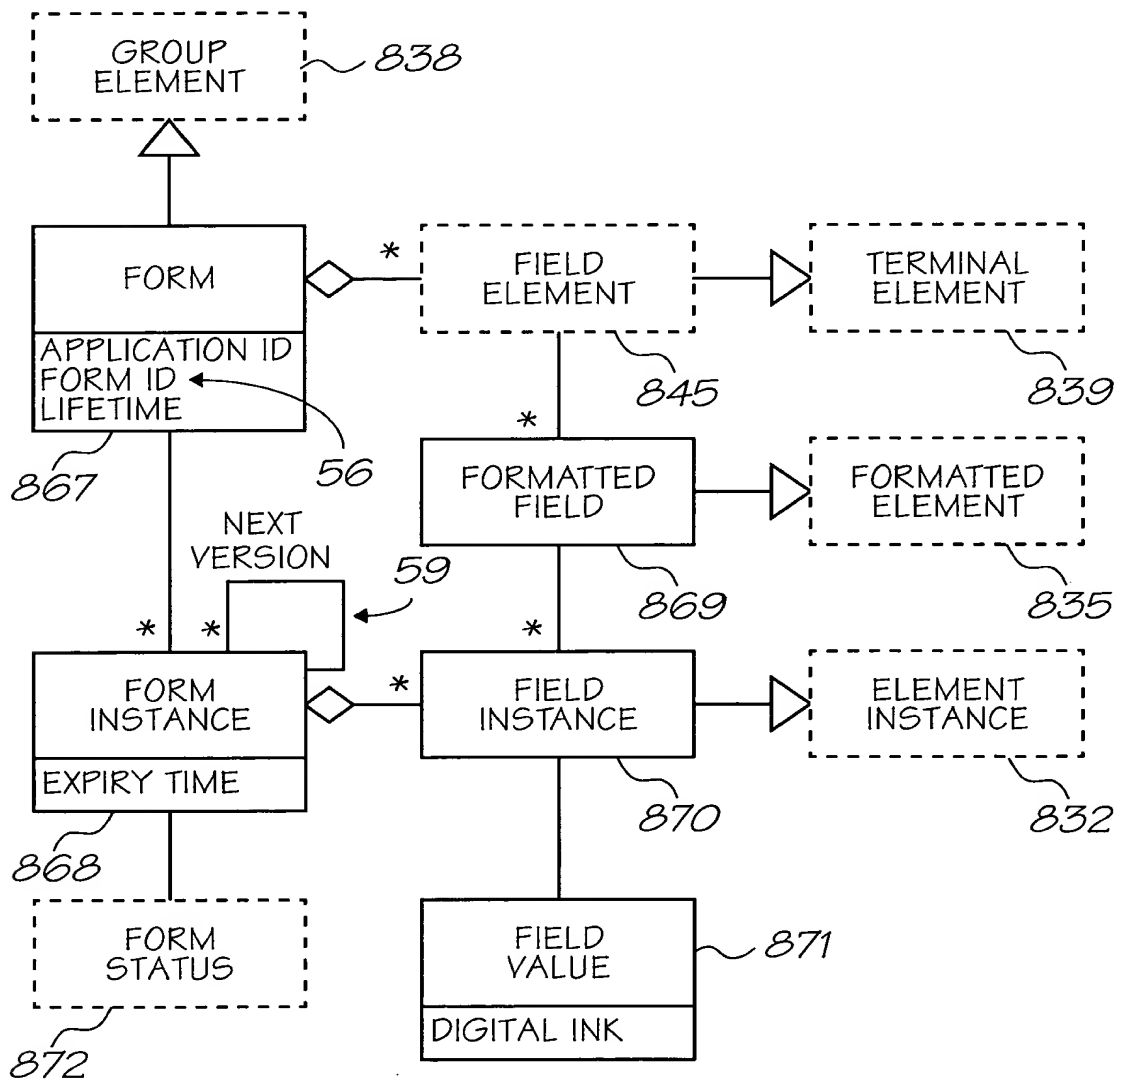 GROUP
ELEMENT
838
FORM
APPLICATION ID
FORM ID
LIFETIME
867
56
*
FIELD
ELEMENT
845
TERMINAL
ELEMENT
839
*
FORMATTED
FIELD
869
FORMATTED
ELEMENT
835
NEXT
VERSION
59
*
*
*
FORM
INSTANCE
EXPIRY TIME
868
*
FIELD
INSTANCE
870
ELEMENT
INSTANCE
832
FORM
STATUS
872
FIELD
VALUE
DIGITAL INK
871